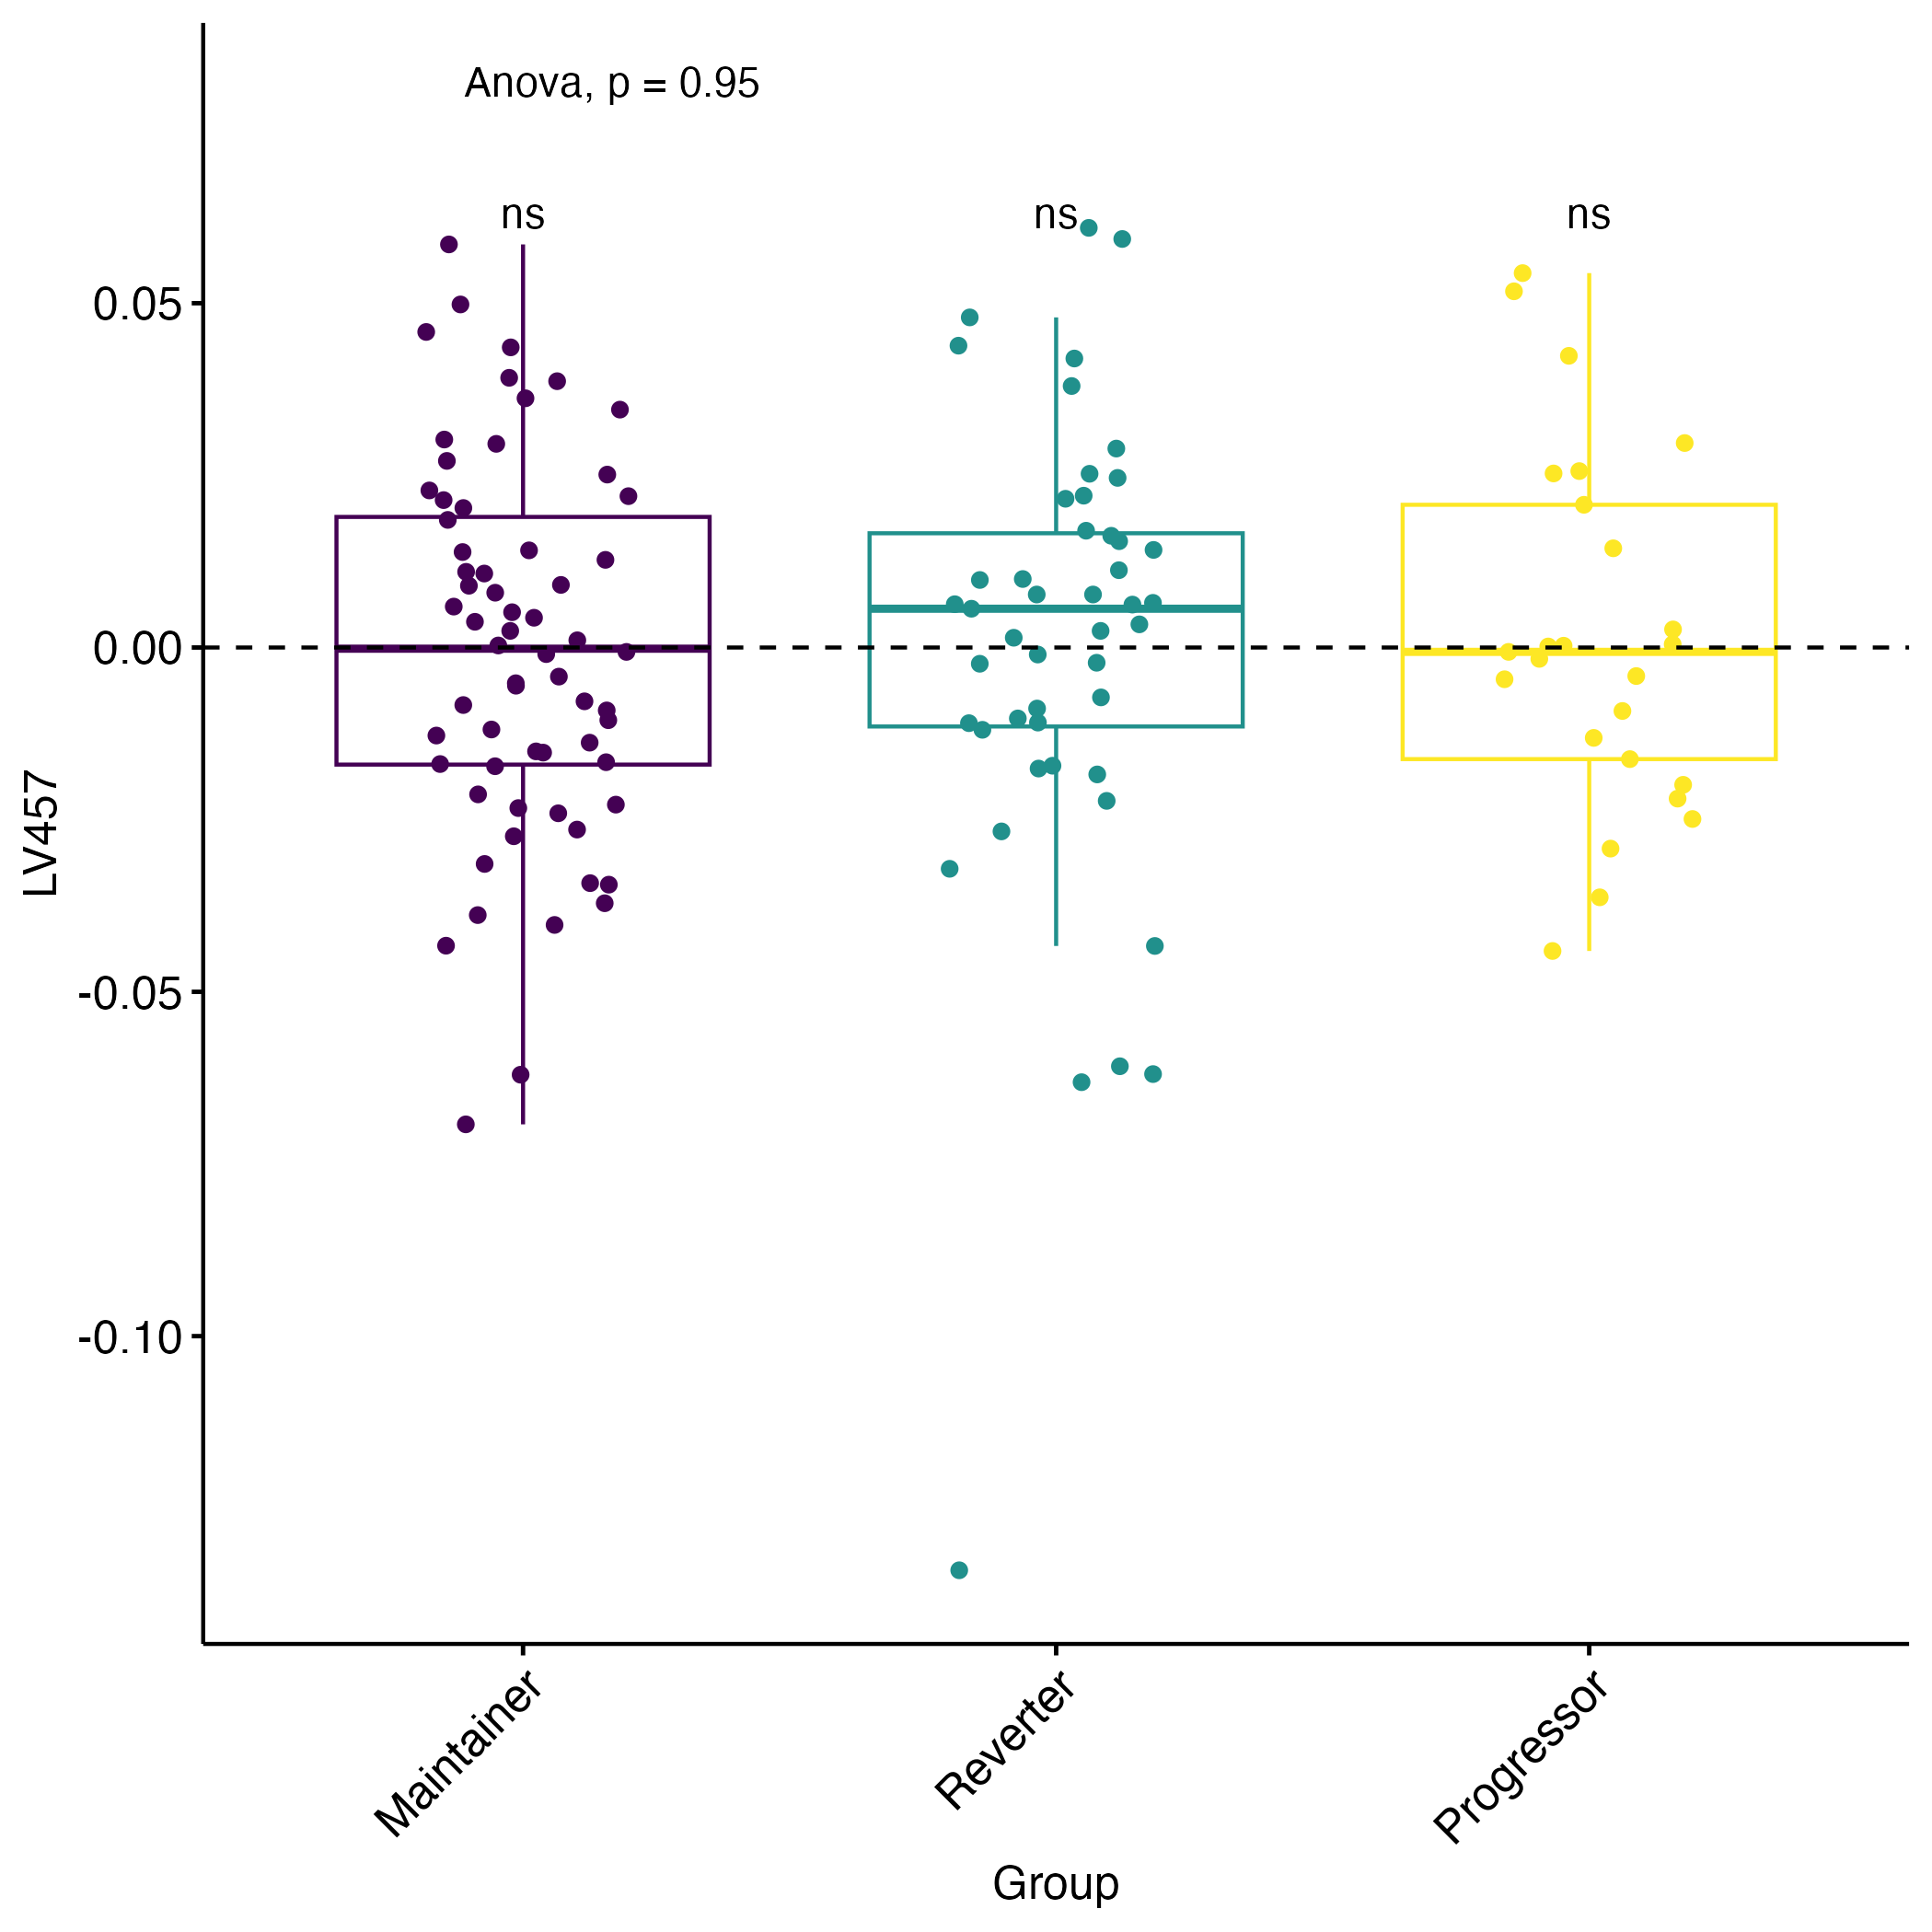 Anova, p = 0.95
ns ns ns
0.05
0.00
-0.05
-0.10
LV457
Maintainer Reverter Progressor
Group